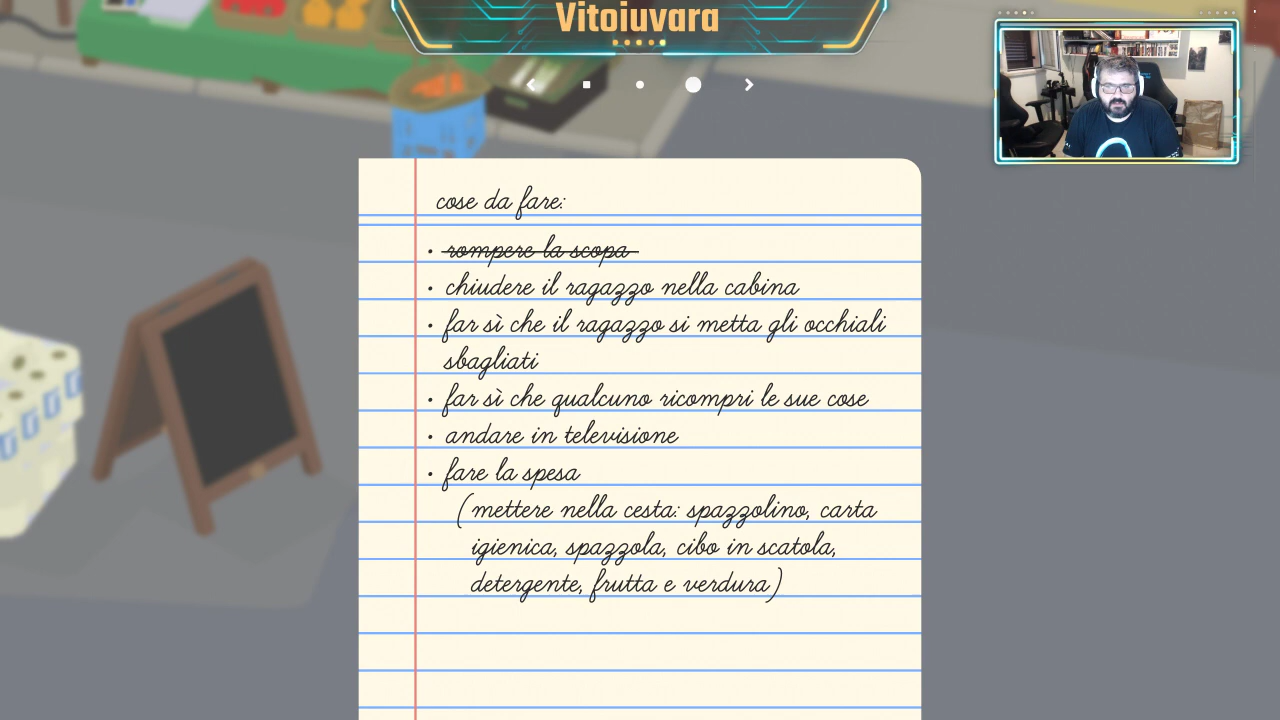 Vitoiuvara
cose da fare:
• rompere la scopa
• chiudere il ragazzo nella cabina
• far sì che il ragazzo si metta gli occhiali
sbagliati
• far sì che qualcuno ricompri le sue cose
• andare in televisione
• fare la spesa
(mettere nella cesta: spazzolino, carta
igienica, spazzola, cibo in scatola,
detergente, frutta e verdura)